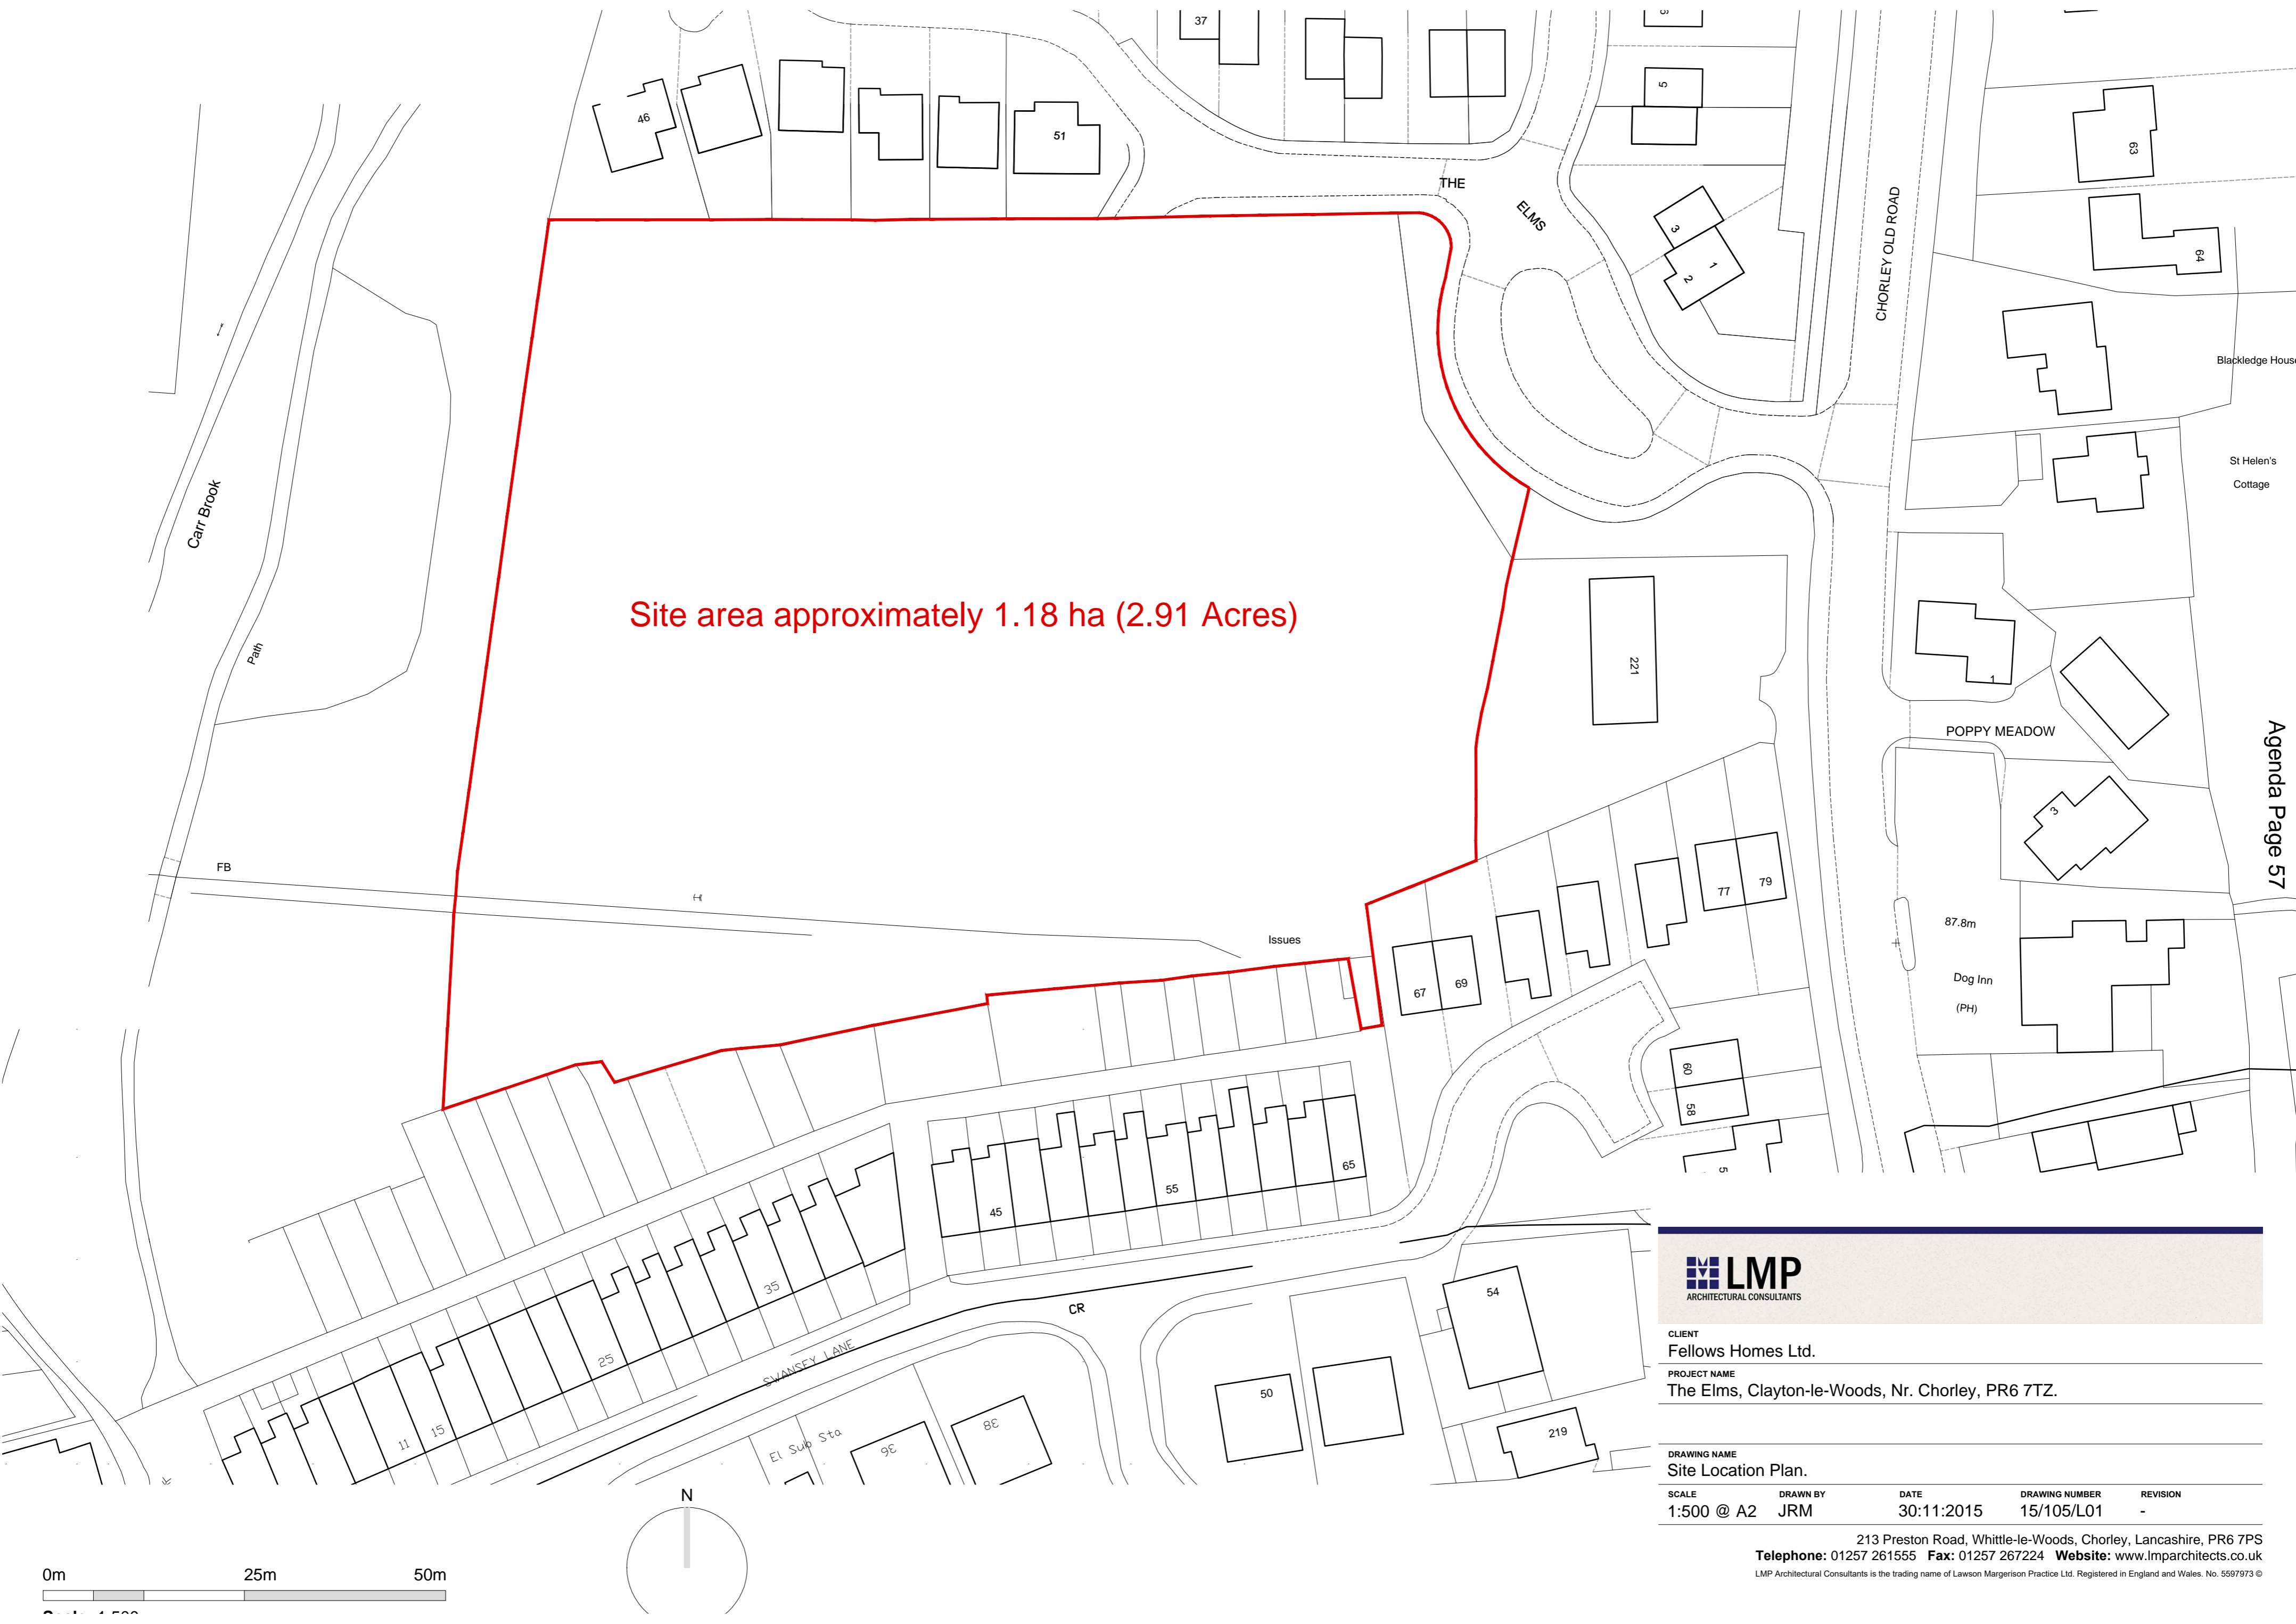 37
46
51
5
THE
ELMS
3
1
2
CHORLEY OLD ROAD
63
64
Blackledge House
St Helen's
Cottage
Carr Brook
Path
Site area approximately 1.18 ha (2.91 Acres)
221
1
POPPY MEADOW
3
Agenda Page 57
FB
Issues
67
69
77
79
87.8m
Dog Inn
(PH)
60
58
5
45
55
65
35
25
11
15
SWANSEY LANE
CR
El Sub Sta
36
38
50
54
219
LMP
ARCHITECTURAL CONSULTANTS
CLIENT
Fellows Homes Ltd.
PROJECT NAME
The Elms, Clayton-le-Woods, Nr. Chorley, PR6 7TZ.
DRAWING NAME
Site Location Plan.
SCALE DRAWN BY DATE DRAWING NUMBER REVISION
1:500 @ A2 JRM 30:11:2015 15/105/L01 -
213 Preston Road, Whittle-le-Woods, Chorley, Lancashire, PR6 7PS
Telephone: 01257 261555 Fax: 01257 267224 Website: www.lmparchitects.co.uk
LMP Architectural Consultants is the trading name of Lawson Margerison Practice Ltd. Registered in England and Wales. No. 5597973 ©
N
0m 25m 50m
Scale 1:500